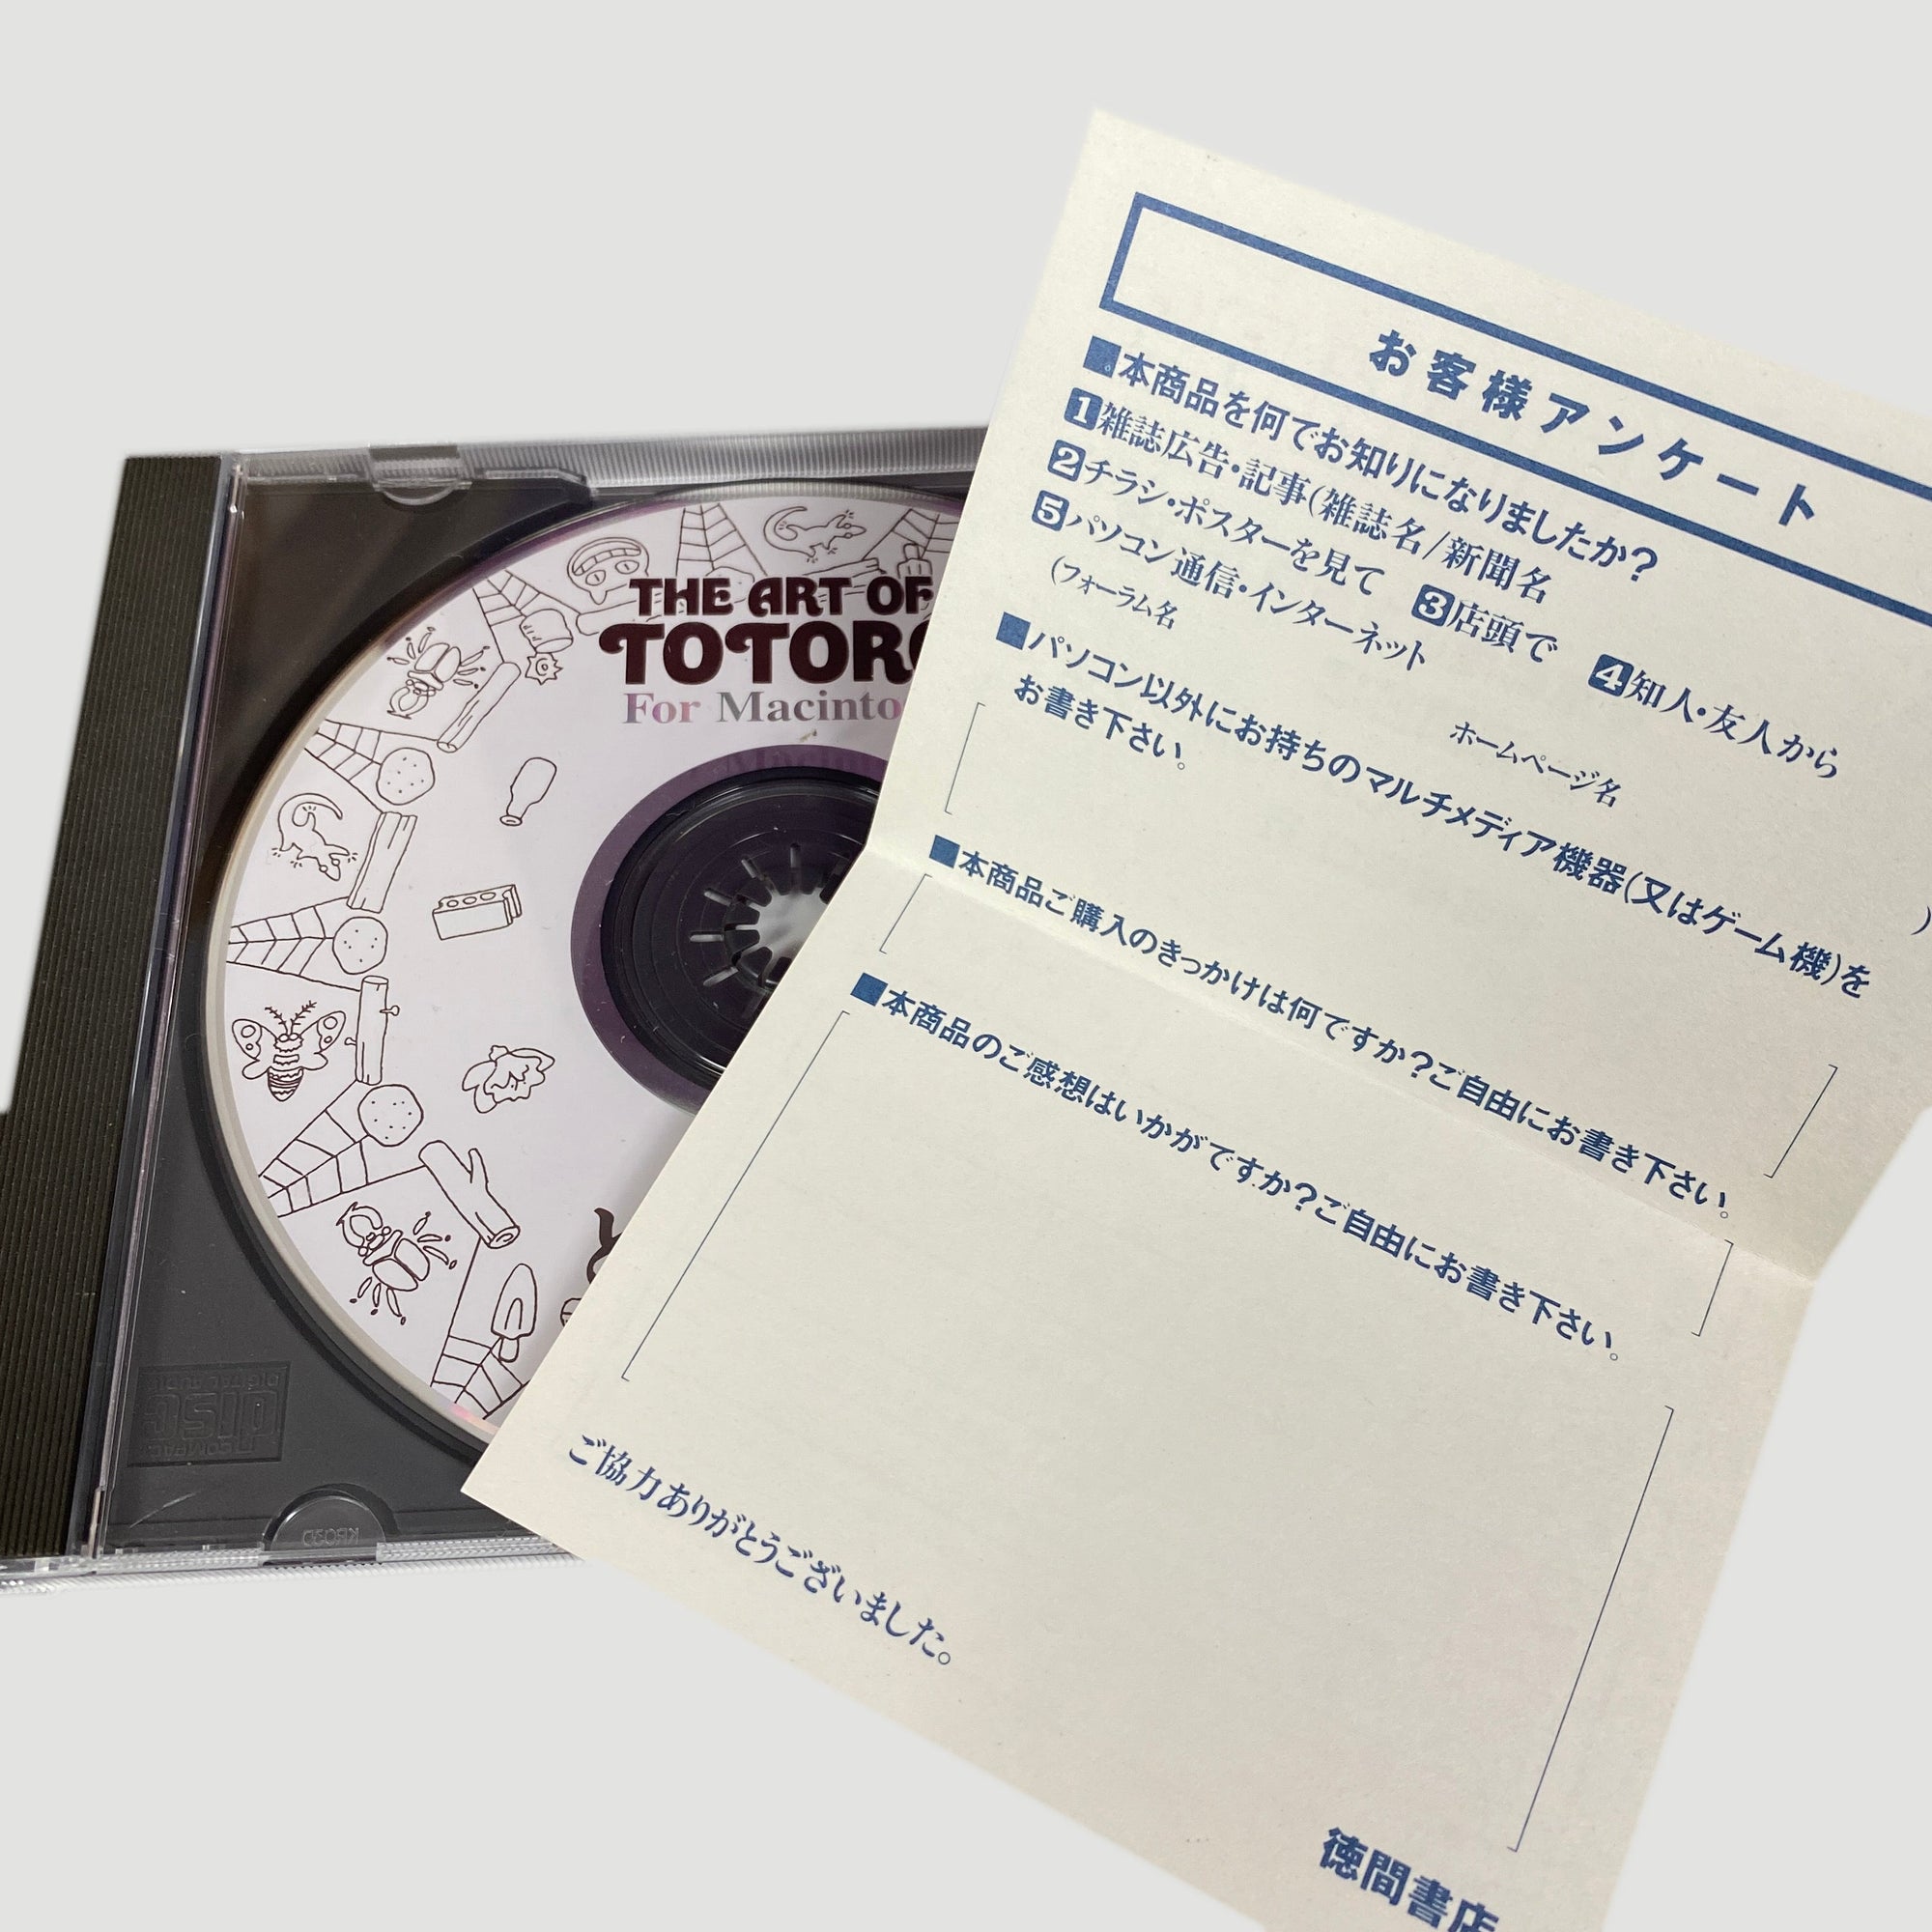 THE ART OF
TOTORO
For Macinto
お客様アンケート
■本商品を何でお知りになりましたか?
1雑誌広告・記事(雑誌名/新聞名
2チラシ・ポスターを見て 3店頭で 4知人・友人から
5パソコン通信・インターネット
(フォーラム名 ホームページ名 )
■パソコン以外にお持ちのマルチメディア機器(又はゲーム機)を
お書き下さい。
■本商品ご購入のきっかけは何ですか?ご自由にお書き下さい。
■本商品のご感想はいかがですか?ご自由にお書き下さい。
ご協力ありがとうございました。
徳間書店
COMPACT
disc
DIGITAL AUDIO